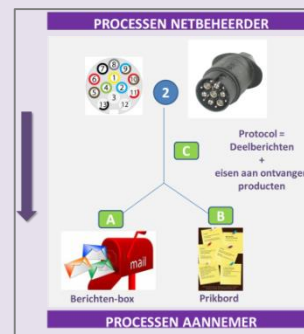 PROCESSEN NETBEHEERDER
2
Protocol =
Deelberichten
+
eisen aan ontvangen
producten
C
A
B
mail
Berichten-box
Prikbord
PROCESSEN AANNEMER